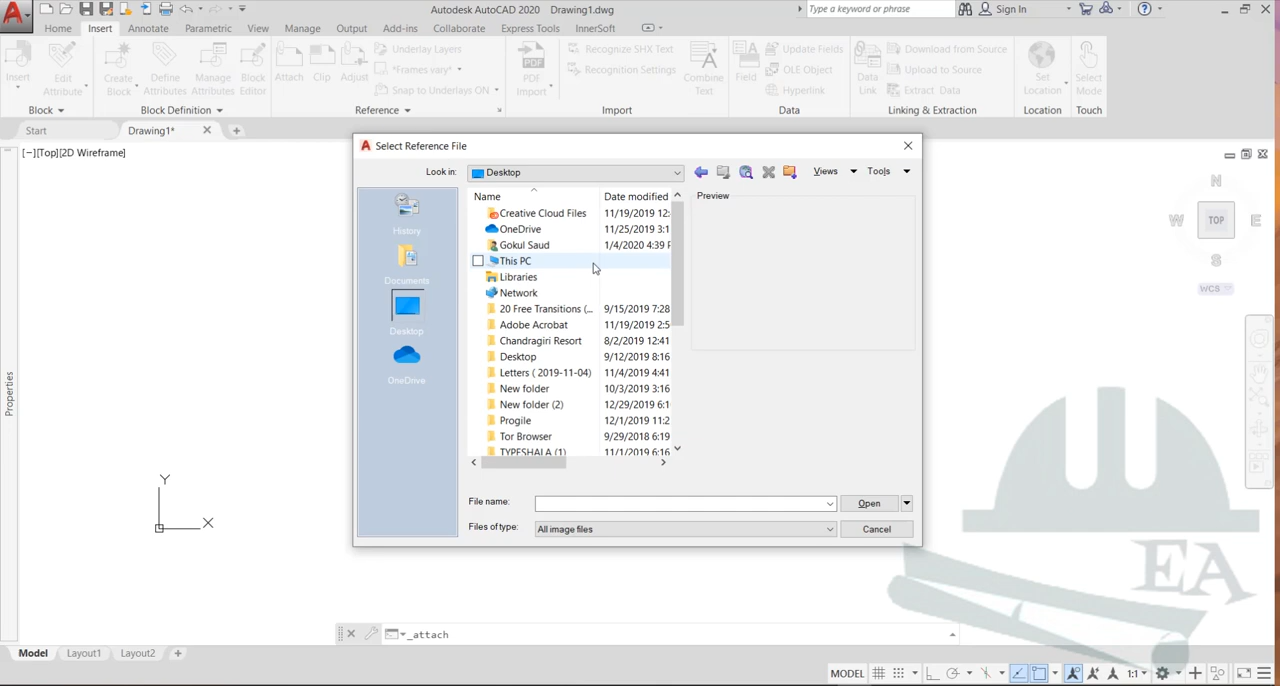 Autodesk AutoCAD 2020 Drawing1.dwg
Type a keyword or phrase
Sign In
Home Insert Annotate Parametric View Manage Output Add-ins Collaborate Express Tools InnerSoft
Insert
Edit Attribute
Create Block
Define Attributes
Manage Attributes
Block Editor
Attach
Clip
Adjust
Underlay Layers
*Frames vary*
Snap to Underlays ON
PDF
PDF Import
Recognize SHX Text
Recognition Settings
Combine Text
Field
Update Fields
OLE Object
Hyperlink
Data Link
Download from Source
Upload to Source
Extract Data
Set Location
Select Mode
Block
Block Definition
Reference
Import
Data
Linking & Extraction
Location
Touch
Start
Drawing1*
[−][Top][2D Wireframe]
Select Reference File
Look in:
Desktop
Views
Tools
Name
Date modified
Preview
Creative Cloud Files 11/19/2019 12:
OneDrive 11/25/2019 3:1
Gokul Saud 1/4/2020 4:39 P
This PC
Libraries
Network
20 Free Transitions (... 9/15/2019 7:28
Adobe Acrobat 11/19/2019 2:5
Chandragiri Resort 8/2/2019 12:41
Desktop 9/12/2019 8:16
Letters ( 2019-11-04) 11/4/2019 4:41
New folder 10/3/2019 3:16
New folder (2) 12/29/2019 6:1
Progile 12/1/2019 11:2
Tor Browser 9/29/2018 6:19
TYPESHALA (1) 11/1/2019 6:16
History
Documents
Desktop
OneDrive
File name:
Open
Files of type:
All image files
Cancel
N
W
TOP
E
S
WCS
Properties
Y
X
EA
_attach
Model
Layout1
Layout2
MODEL
1:1